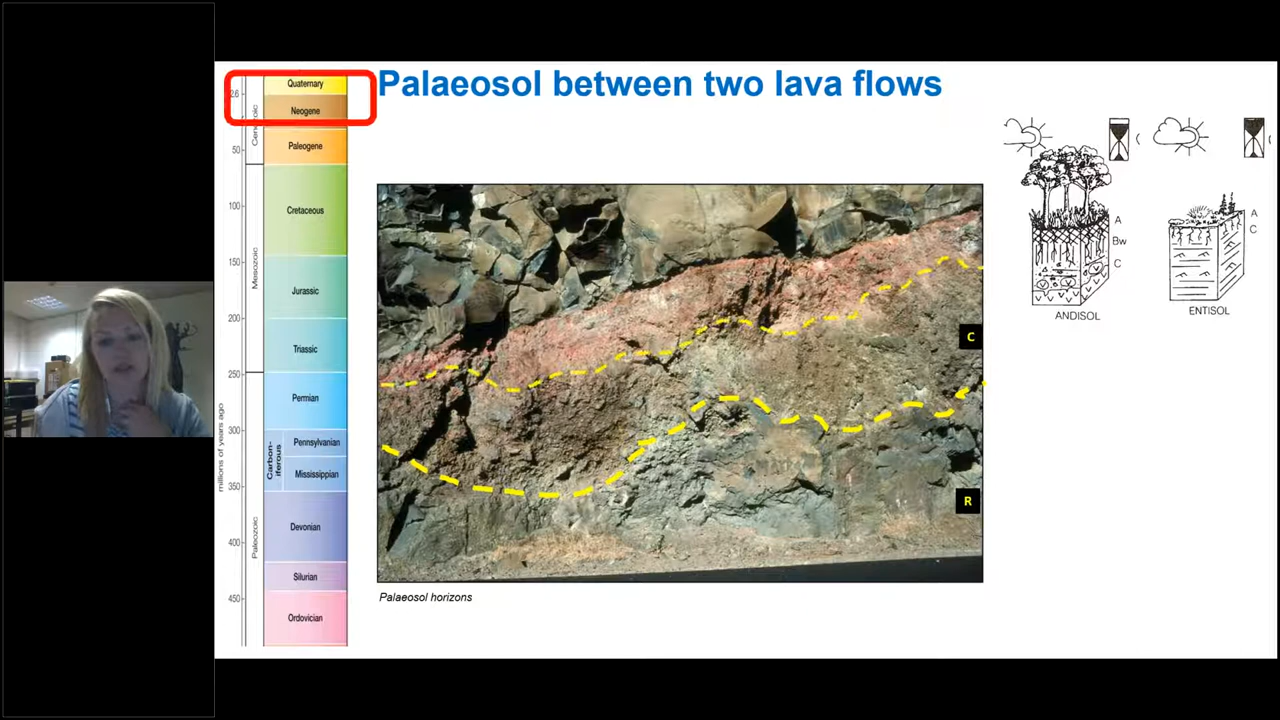 Palaeosol between two lava flows
Quaternary
2.6
Neogene
Cenozoic
50
Paleogene
100
Cretaceous
Mesozoic
150
Jurassic
200
Triassic
250
millions of years ago
Permian
300
Carbon-
iferous
Pennsylvanian
Mississippian
350
Paleozoic
Devonian
400
Silurian
450
Ordovician
C
R
Palaeosol horizons
A
Bw
C
ANDISOL
A
C
ENTISOL